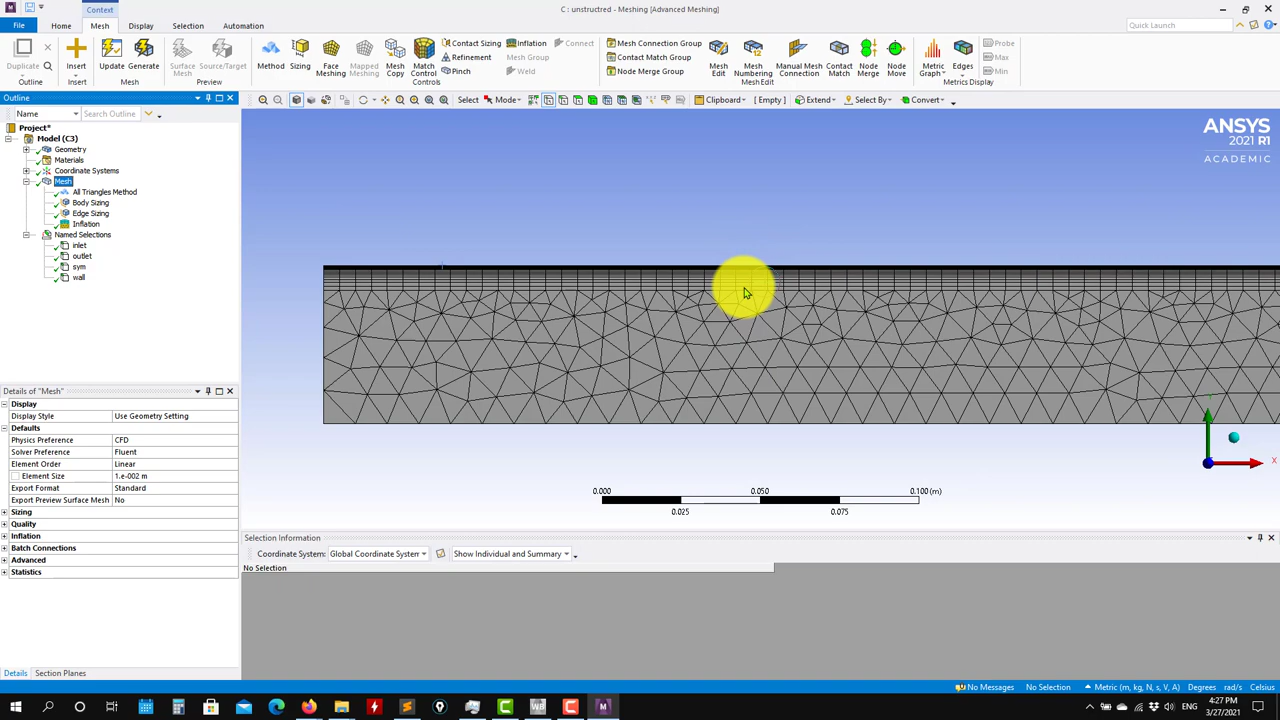 Context
C : unstructred - Meshing [Advanced Meshing]
File Home Mesh Display Selection Automation Quick Launch
Duplicate
Outline
Insert
Insert
Update Generate
Mesh
Surface Mesh Source/Target
Preview
Method Sizing Face Meshing Mapped Meshing Mesh Copy Match Control
Contact Sizing Inflation Connect
Refinement Mesh Group
Pinch Weld
Controls
Mesh Connection Group
Contact Match Group
Node Merge Group
Mesh Edit Mesh Numbering Manual Mesh Connection Contact Match Node Merge Node Move
Mesh Edit
Metric Graph Edges
Probe
Max
Min
Metrics Display
Outline
Select Mode Clipboard [ Empty ] Extend Select By Convert
Name Search Outline
Project*
Model (C3)
Geometry
Materials
Coordinate Systems
Mesh
All Triangles Method
Body Sizing
Edge Sizing
Inflation
Named Selections
inlet
outlet
sym
wall
ANSYS
2021 R1
ACADEMIC
Details of "Mesh"
Display
Display Style Use Geometry Setting
Defaults
Physics Preference CFD
Solver Preference Fluent
Element Order Linear
Element Size 1.e-002 m
Export Format Standard
Export Preview Surface Mesh No
Sizing
Quality
Inflation
Batch Connections
Advanced
Statistics
Y
X
0.000 0.050 0.100 (m)
0.025 0.075
Selection Information
Coordinate System: Global Coordinate System Show Individual and Summary
No Selection
Details Section Planes
No Messages No Selection Metric (m, kg, N, s, V, A) Degrees rad/s Celsius
ENG 4:27 PM
3/27/2021